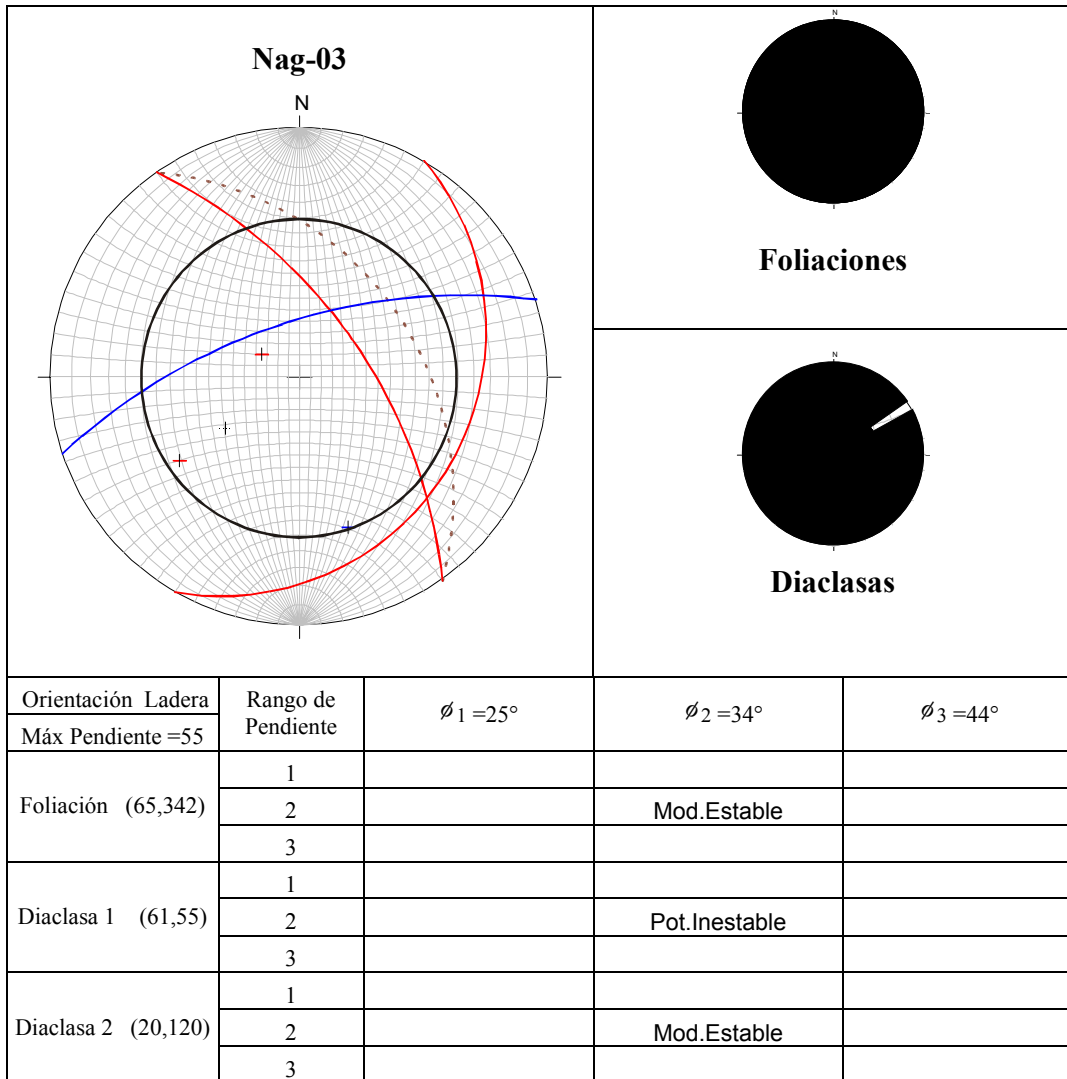 Nag-03
N
N
Foliaciones
N
Diaclasas
Orientación Ladera
Máx Pendiente =55
Rango de
Pendiente
ø 1 =25°
ø 2 =34°
ø 3 =44°
Foliación (65,342)
1
2 Mod.Estable
3
Diaclasa 1 (61,55)
1
2 Pot.Inestable
3
Diaclasa 2 (20,120)
1
2 Mod.Estable
3